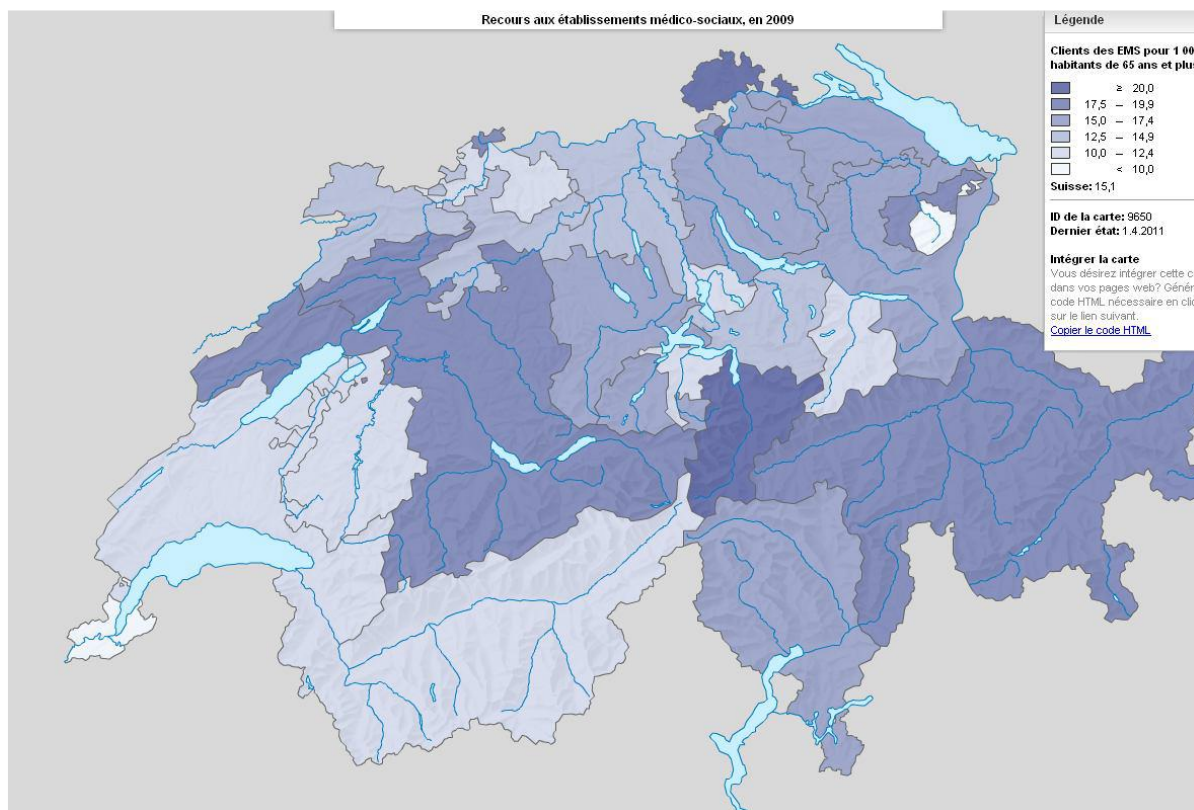 Recours aux établissements médico-sociaux, en 2009
Légende
Clients des EMS pour 1 00
habitants de 65 ans et plus
≥ 20,0
17,5 – 19,9
15,0 – 17,4
12,5 – 14,9
10,0 – 12,4
< 10,0
Suisse: 15,1
ID de la carte: 9650
Dernier état: 1.4.2011
Intégrer la carte
Vous désirez intégrer cette c
dans vos pages web? Génér
code HTML nécessaire en clic
sur le lien suivant.
Copier le code HTML